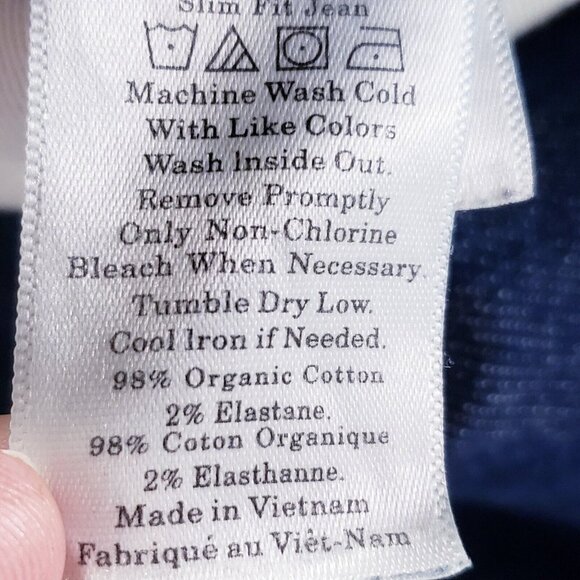 Slim Fit Jean
Machine Wash Cold
With Like Colors
Wash Inside Out.
Remove Promptly
Only Non-Chlorine
Bleach When Necessary.
Tumble Dry Low.
Cool Iron if Needed.
98% Organic Cotton
2% Elastane.
98% Coton Organique
2% Elasthanne.
Made in Vietnam
Fabriqué au Viêt-Nam